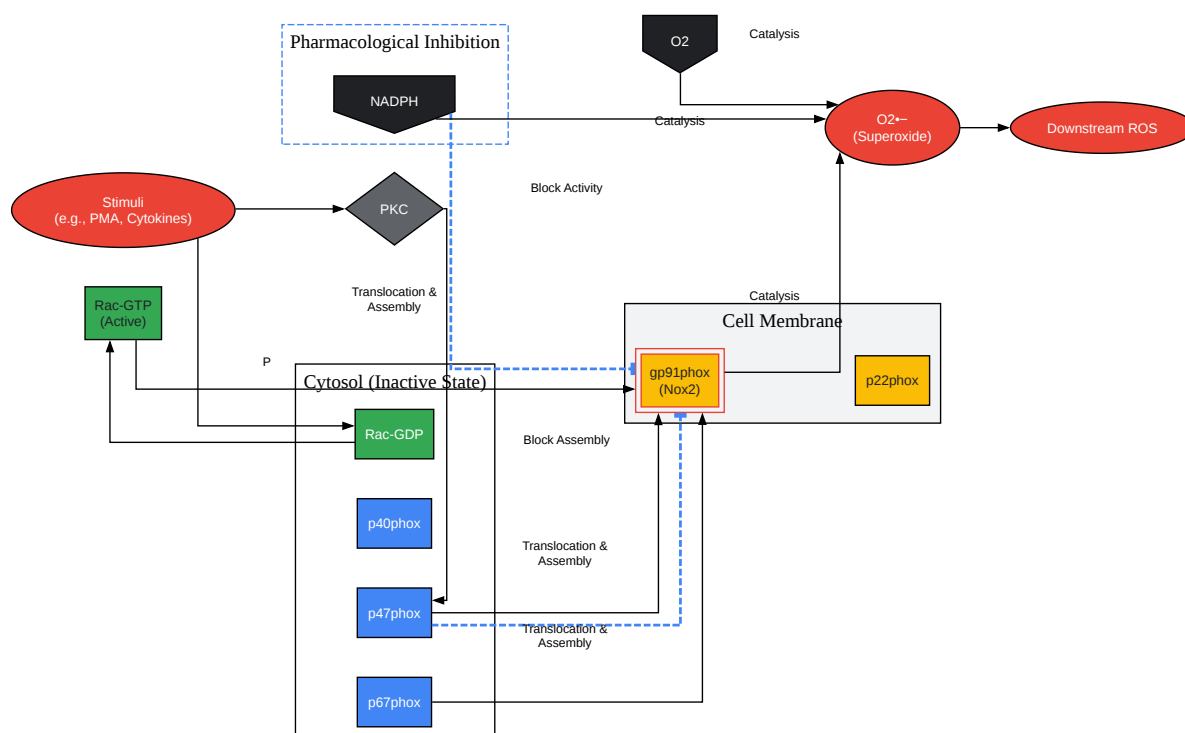 O2
Catalysis
Pharmacological Inhibition
NADPH
Catalysis
O2•−
(Superoxide)
Downstream ROS
Block Activity
Stimuli
(e.g., PMA, Cytokines)
PKC
Translocation &
Assembly
Rac-GTP
(Active)
Catalysis
Cell Membrane
P
Cytosol (Inactive State)
gp91phox
(Nox2)
p22phox
Rac-GDP
Block Assembly
p40phox
Translocation &
Assembly
p47phox
Translocation &
Assembly
p67phox